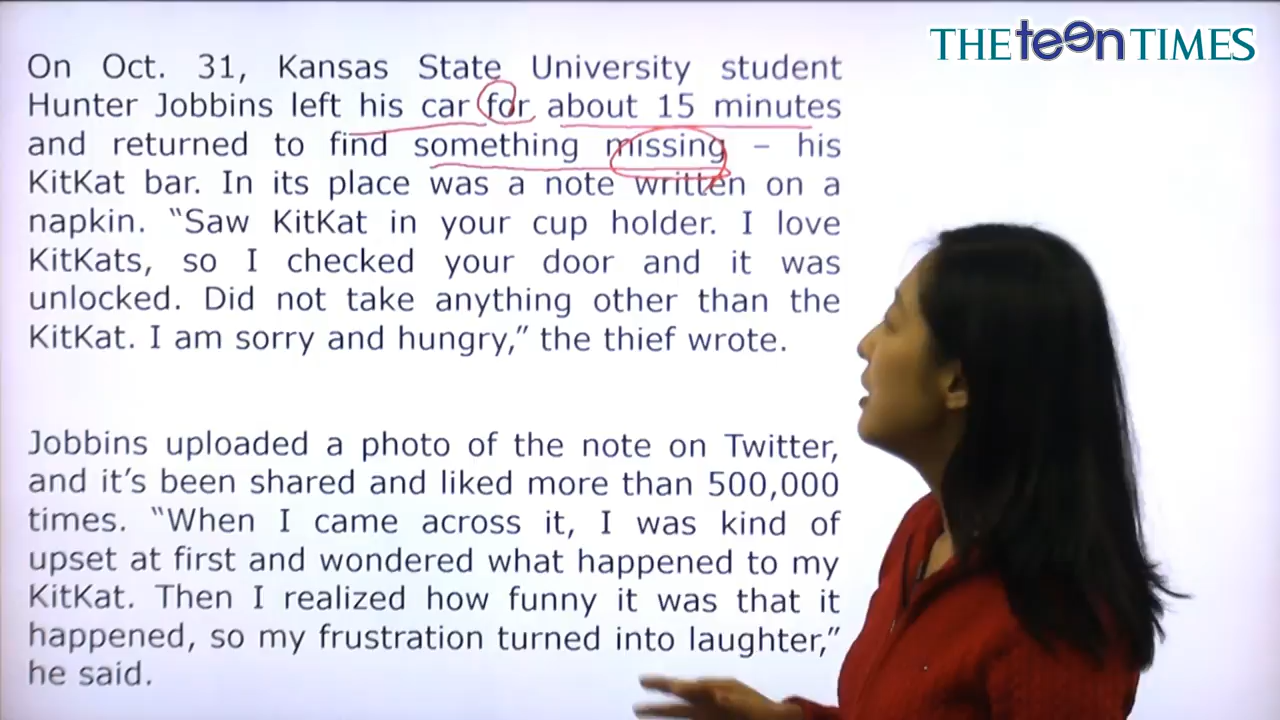 THE teen TIMES
On Oct. 31, Kansas State University student
Hunter Jobbins left his car for about 15 minutes
and returned to find something missing – his
KitKat bar. In its place was a note written on a
napkin. “Saw KitKat in your cup holder. I love
KitKats, so I checked your door and it was
unlocked. Did not take anything other than the
KitKat. I am sorry and hungry,” the thief wrote.
Jobbins uploaded a photo of the note on Twitter,
and it’s been shared and liked more than 500,000
times. “When I came across it, I was kind of
upset at first and wondered what happened to my
KitKat. Then I realized how funny it was that it
happened, so my frustration turned into laughter,”
he said.